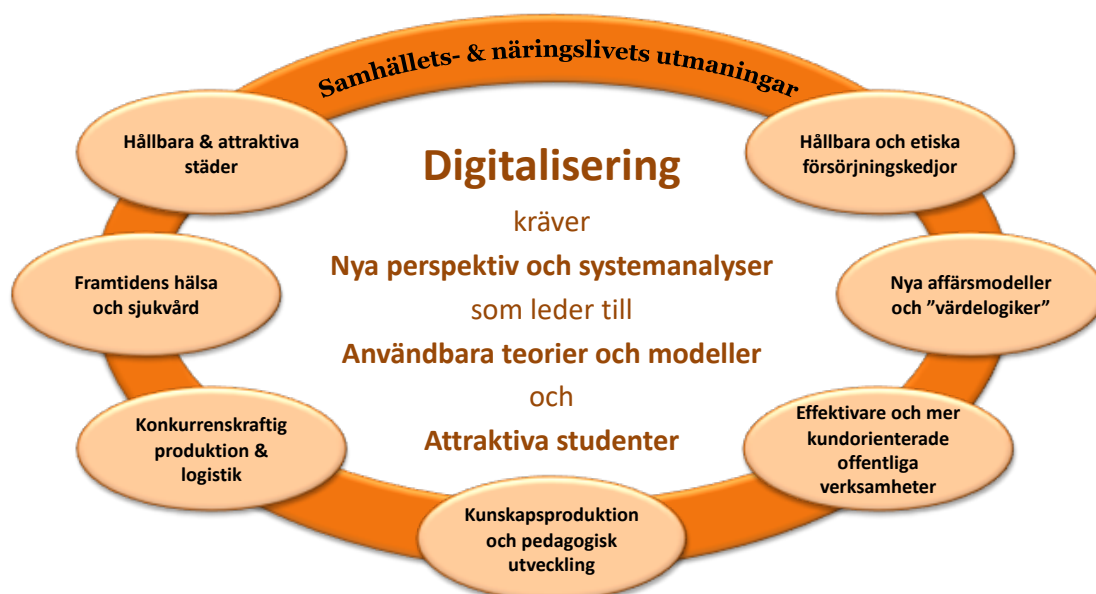 Samhällets- & näringslivets utmaningar
Hållbara & attraktiva
städer
Hållbara och etiska
försörjningskedjor
Digitalisering
kräver
Nya perspektiv och systemanalyser
som leder till
Användbara teorier och modeller
och
Attraktiva studenter
Framtidens hälsa
och sjukvård
Nya affärsmodeller
och ”värdelogiker”
Konkurrenskraftig
produktion &
logistik
Effektivare och mer
kundorienterade
offentliga
verksamheter
Kunskapsproduktion
och pedagogisk
utveckling